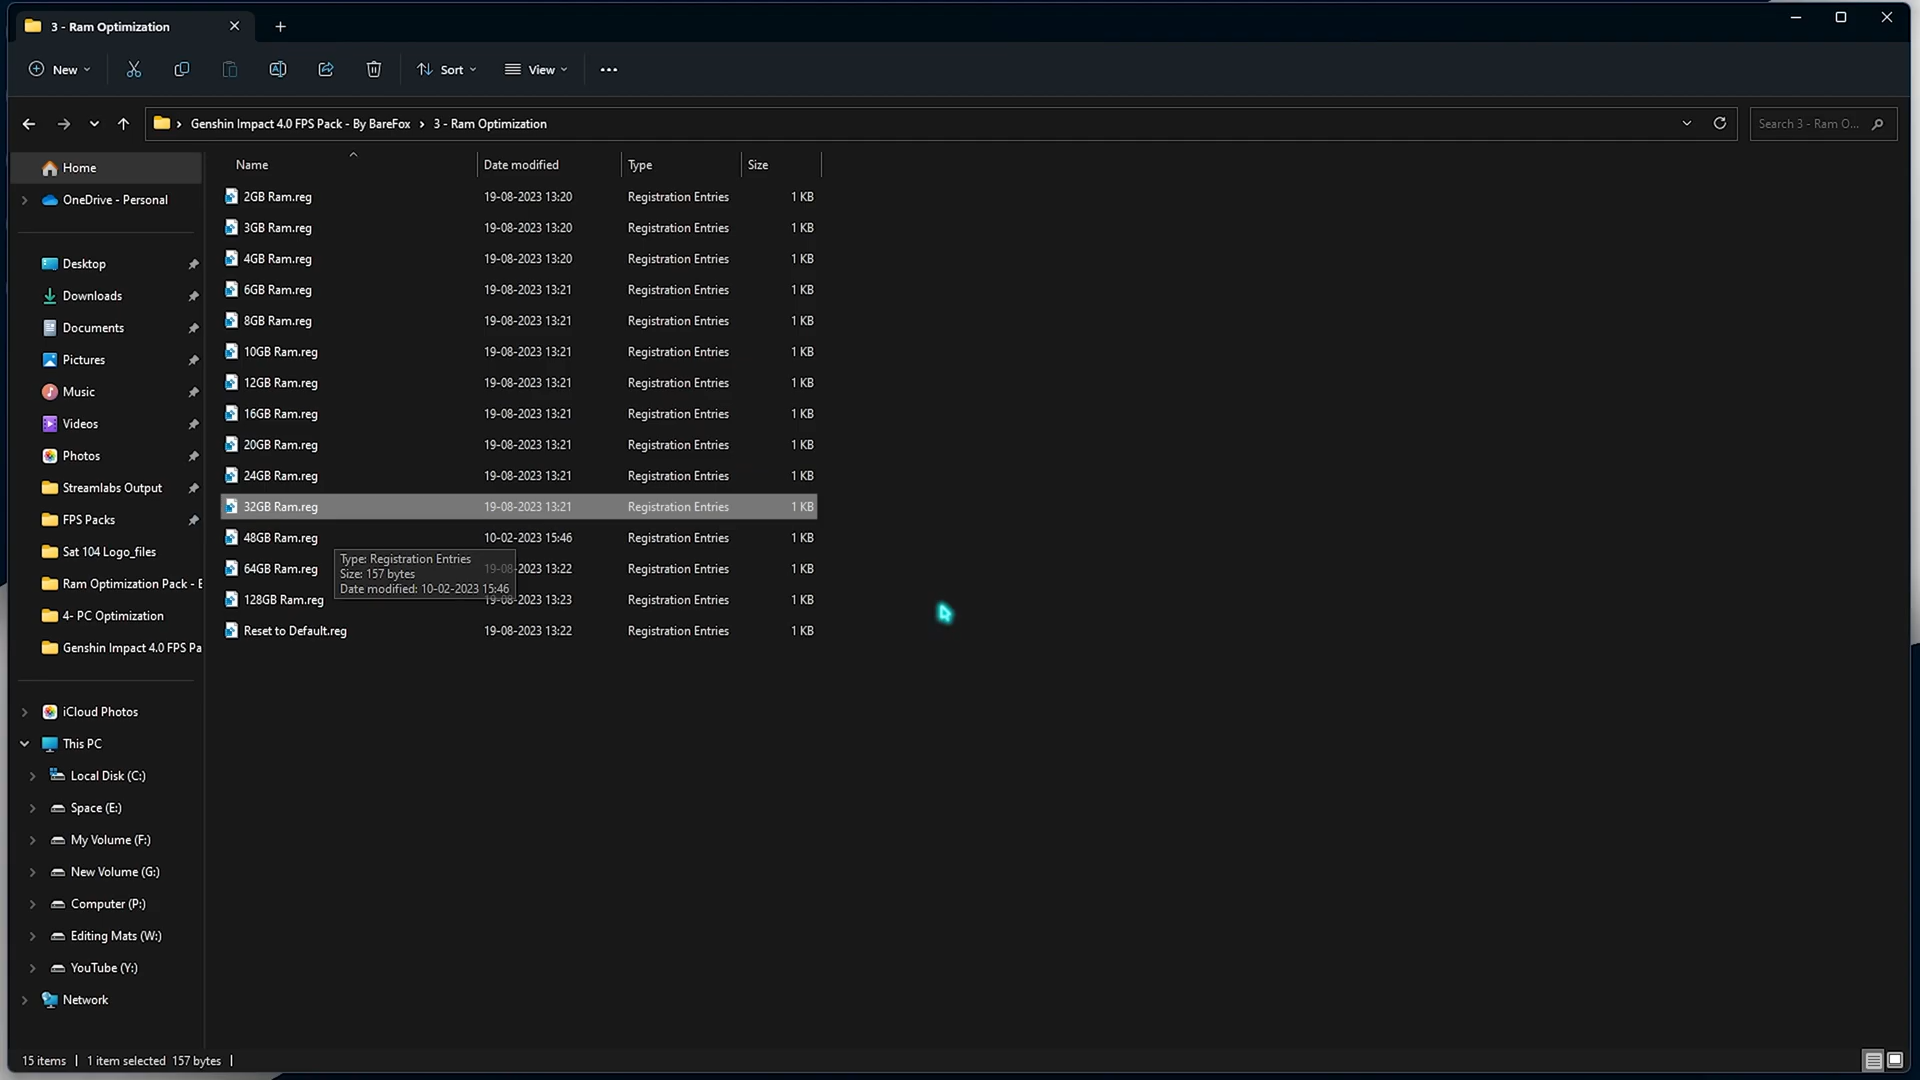 3 - Ram Optimization
New
Sort
View
Genshin Impact 4.0 FPS Pack - By BareFox > 3 - Ram Optimization
Search 3 - Ram O...
Home
OneDrive - Personal
Desktop
Downloads
Documents
Pictures
Music
Videos
Photos
Streamlabs Output
FPS Packs
Sat 104 Logo_files
Ram Optimization Pack - E
4- PC Optimization
Genshin Impact 4.0 FPS Pa
iCloud Photos
This PC
Local Disk (C:)
Space (E:)
My Volume (F:)
New Volume (G:)
Computer (P:)
Editing Mats (W:)
YouTube (Y:)
Network
Name Date modified Type Size
2GB Ram.reg 19-08-2023 13:20 Registration Entries 1 KB
3GB Ram.reg 19-08-2023 13:20 Registration Entries 1 KB
4GB Ram.reg 19-08-2023 13:20 Registration Entries 1 KB
6GB Ram.reg 19-08-2023 13:21 Registration Entries 1 KB
8GB Ram.reg 19-08-2023 13:21 Registration Entries 1 KB
10GB Ram.reg 19-08-2023 13:21 Registration Entries 1 KB
12GB Ram.reg 19-08-2023 13:21 Registration Entries 1 KB
16GB Ram.reg 19-08-2023 13:21 Registration Entries 1 KB
20GB Ram.reg 19-08-2023 13:21 Registration Entries 1 KB
24GB Ram.reg 19-08-2023 13:21 Registration Entries 1 KB
32GB Ram.reg 19-08-2023 13:21 Registration Entries 1 KB
48GB Ram.reg 10-02-2023 15:46 Registration Entries 1 KB
64GB Ram.reg 19-08-2023 13:22 Registration Entries 1 KB
128GB Ram.reg 19-08-2023 13:23 Registration Entries 1 KB
Reset to Default.reg 19-08-2023 13:22 Registration Entries 1 KB
Type: Registration Entries
Size: 157 bytes
Date modified: 10-02-2023 15:46
15 items | 1 item selected 157 bytes |